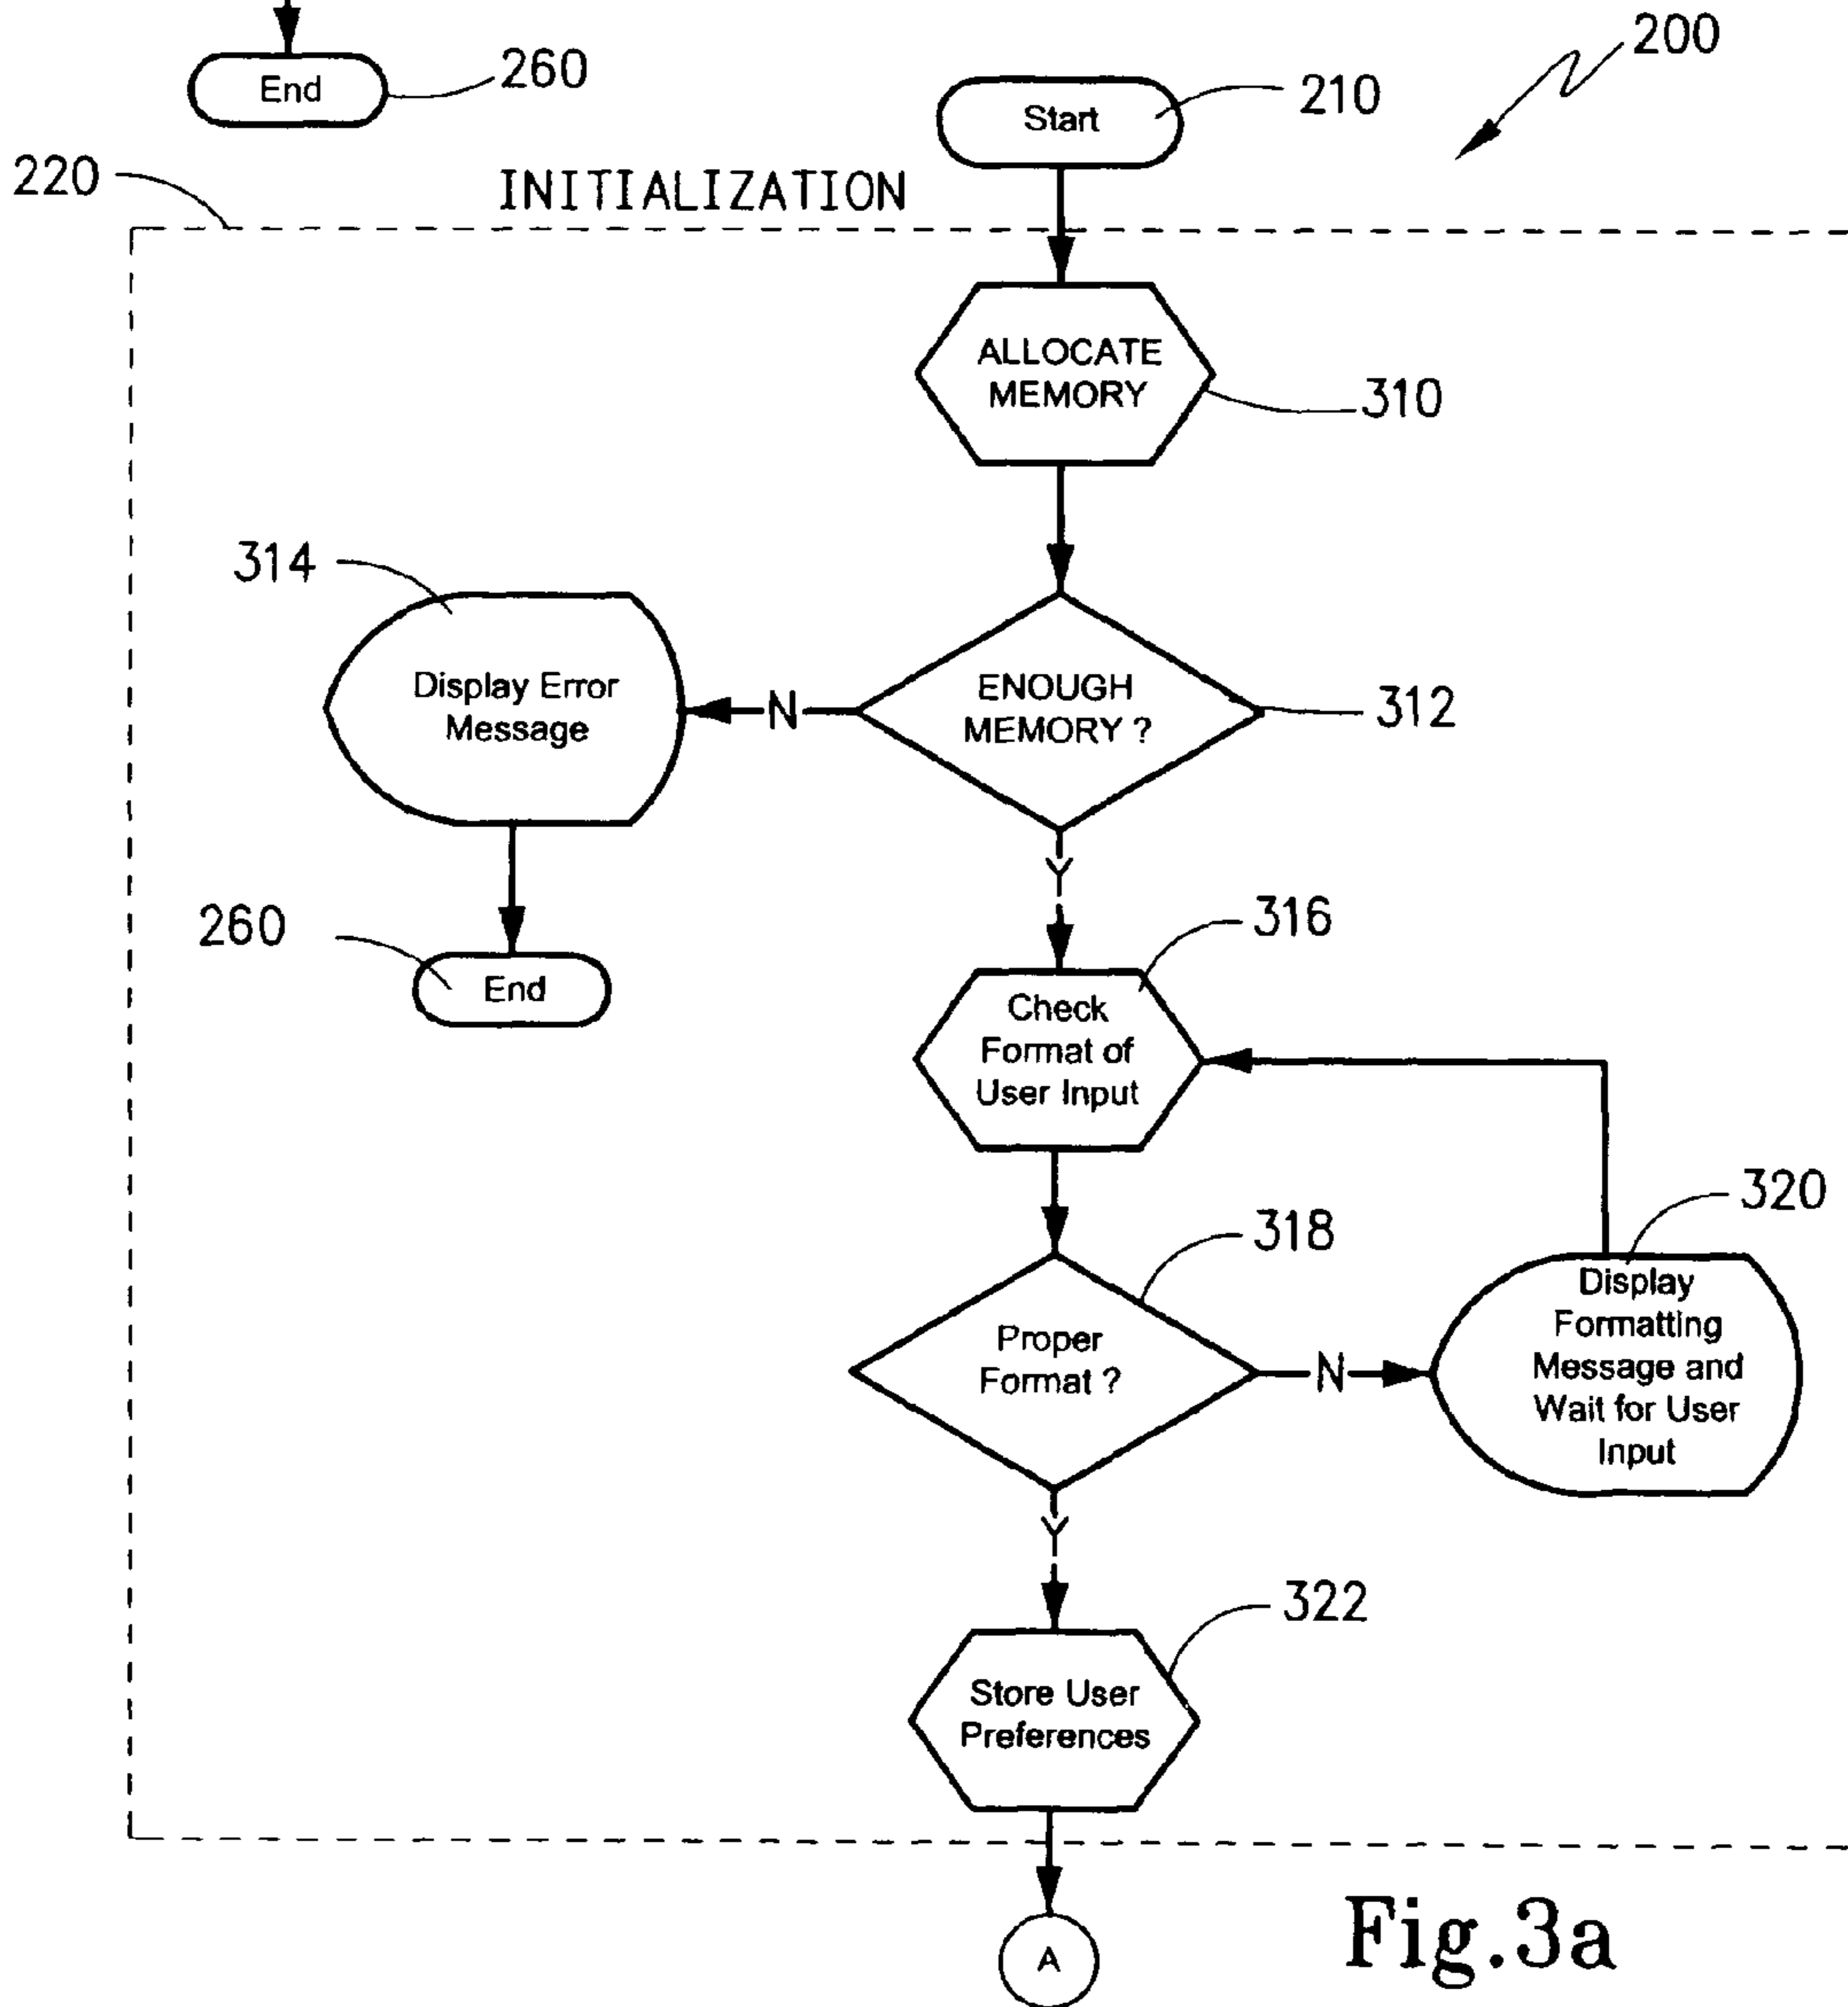 200
End
260
Start
210
220
INITIALIZATION
ALLOCATE
MEMORY
310
314
Display Error
Message
N
ENOUGH
MEMORY ?
312
Y
260
End
316
Check
Format of
User Input
318
320
Proper
Format ?
N
Display
Formatting
Message and
Wait for User
Input
Y
322
Store User
Preferences
A
Fig.3a